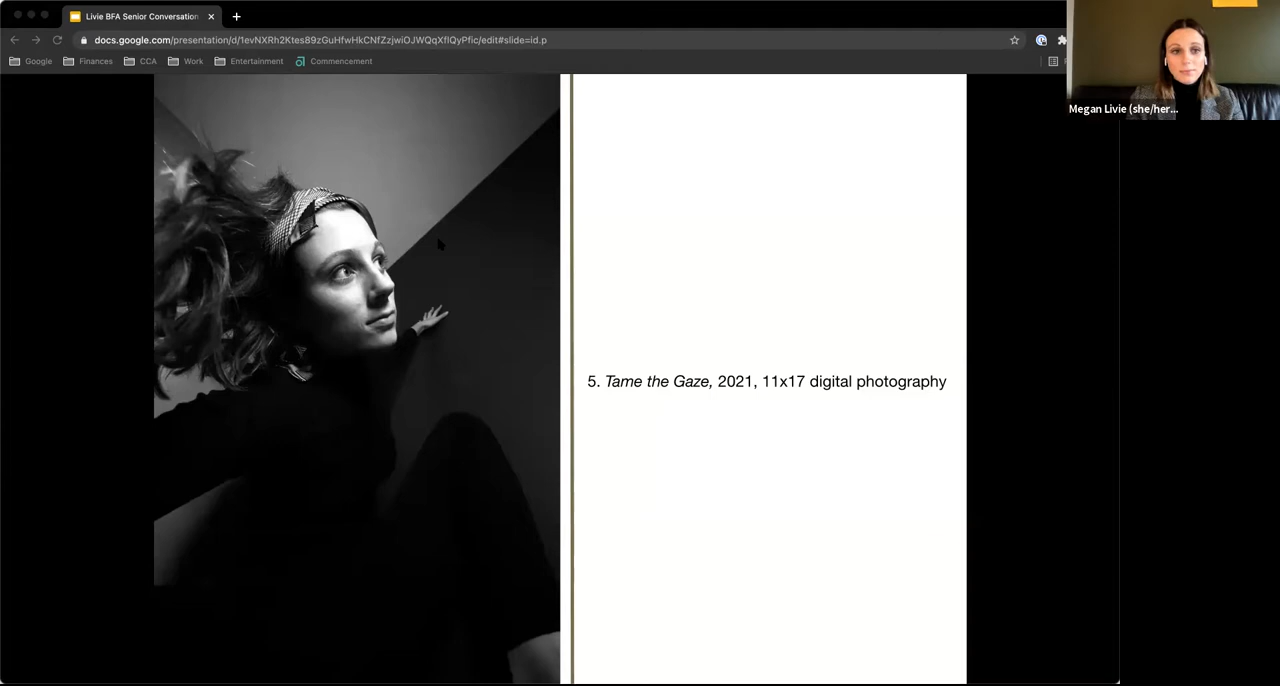 Livie BFA Senior Conversation
docs.google.com/presentation/d/1evNXRh2Ktes89zGuHfwHkCNfZzjwiOJWQqXfIQyPfic/edit#slide=id.p
Google Finances CCA Work Entertainment Commencement
Megan Livie (she/her...
5. Tame the Gaze, 2021, 11x17 digital photography